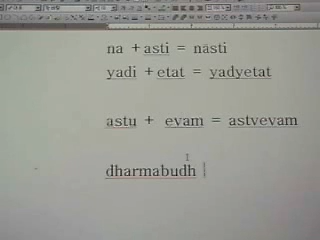 na + asti = nāsti
yadi + etat = yadyetat
astu + evam = astvevam
dharmabudh